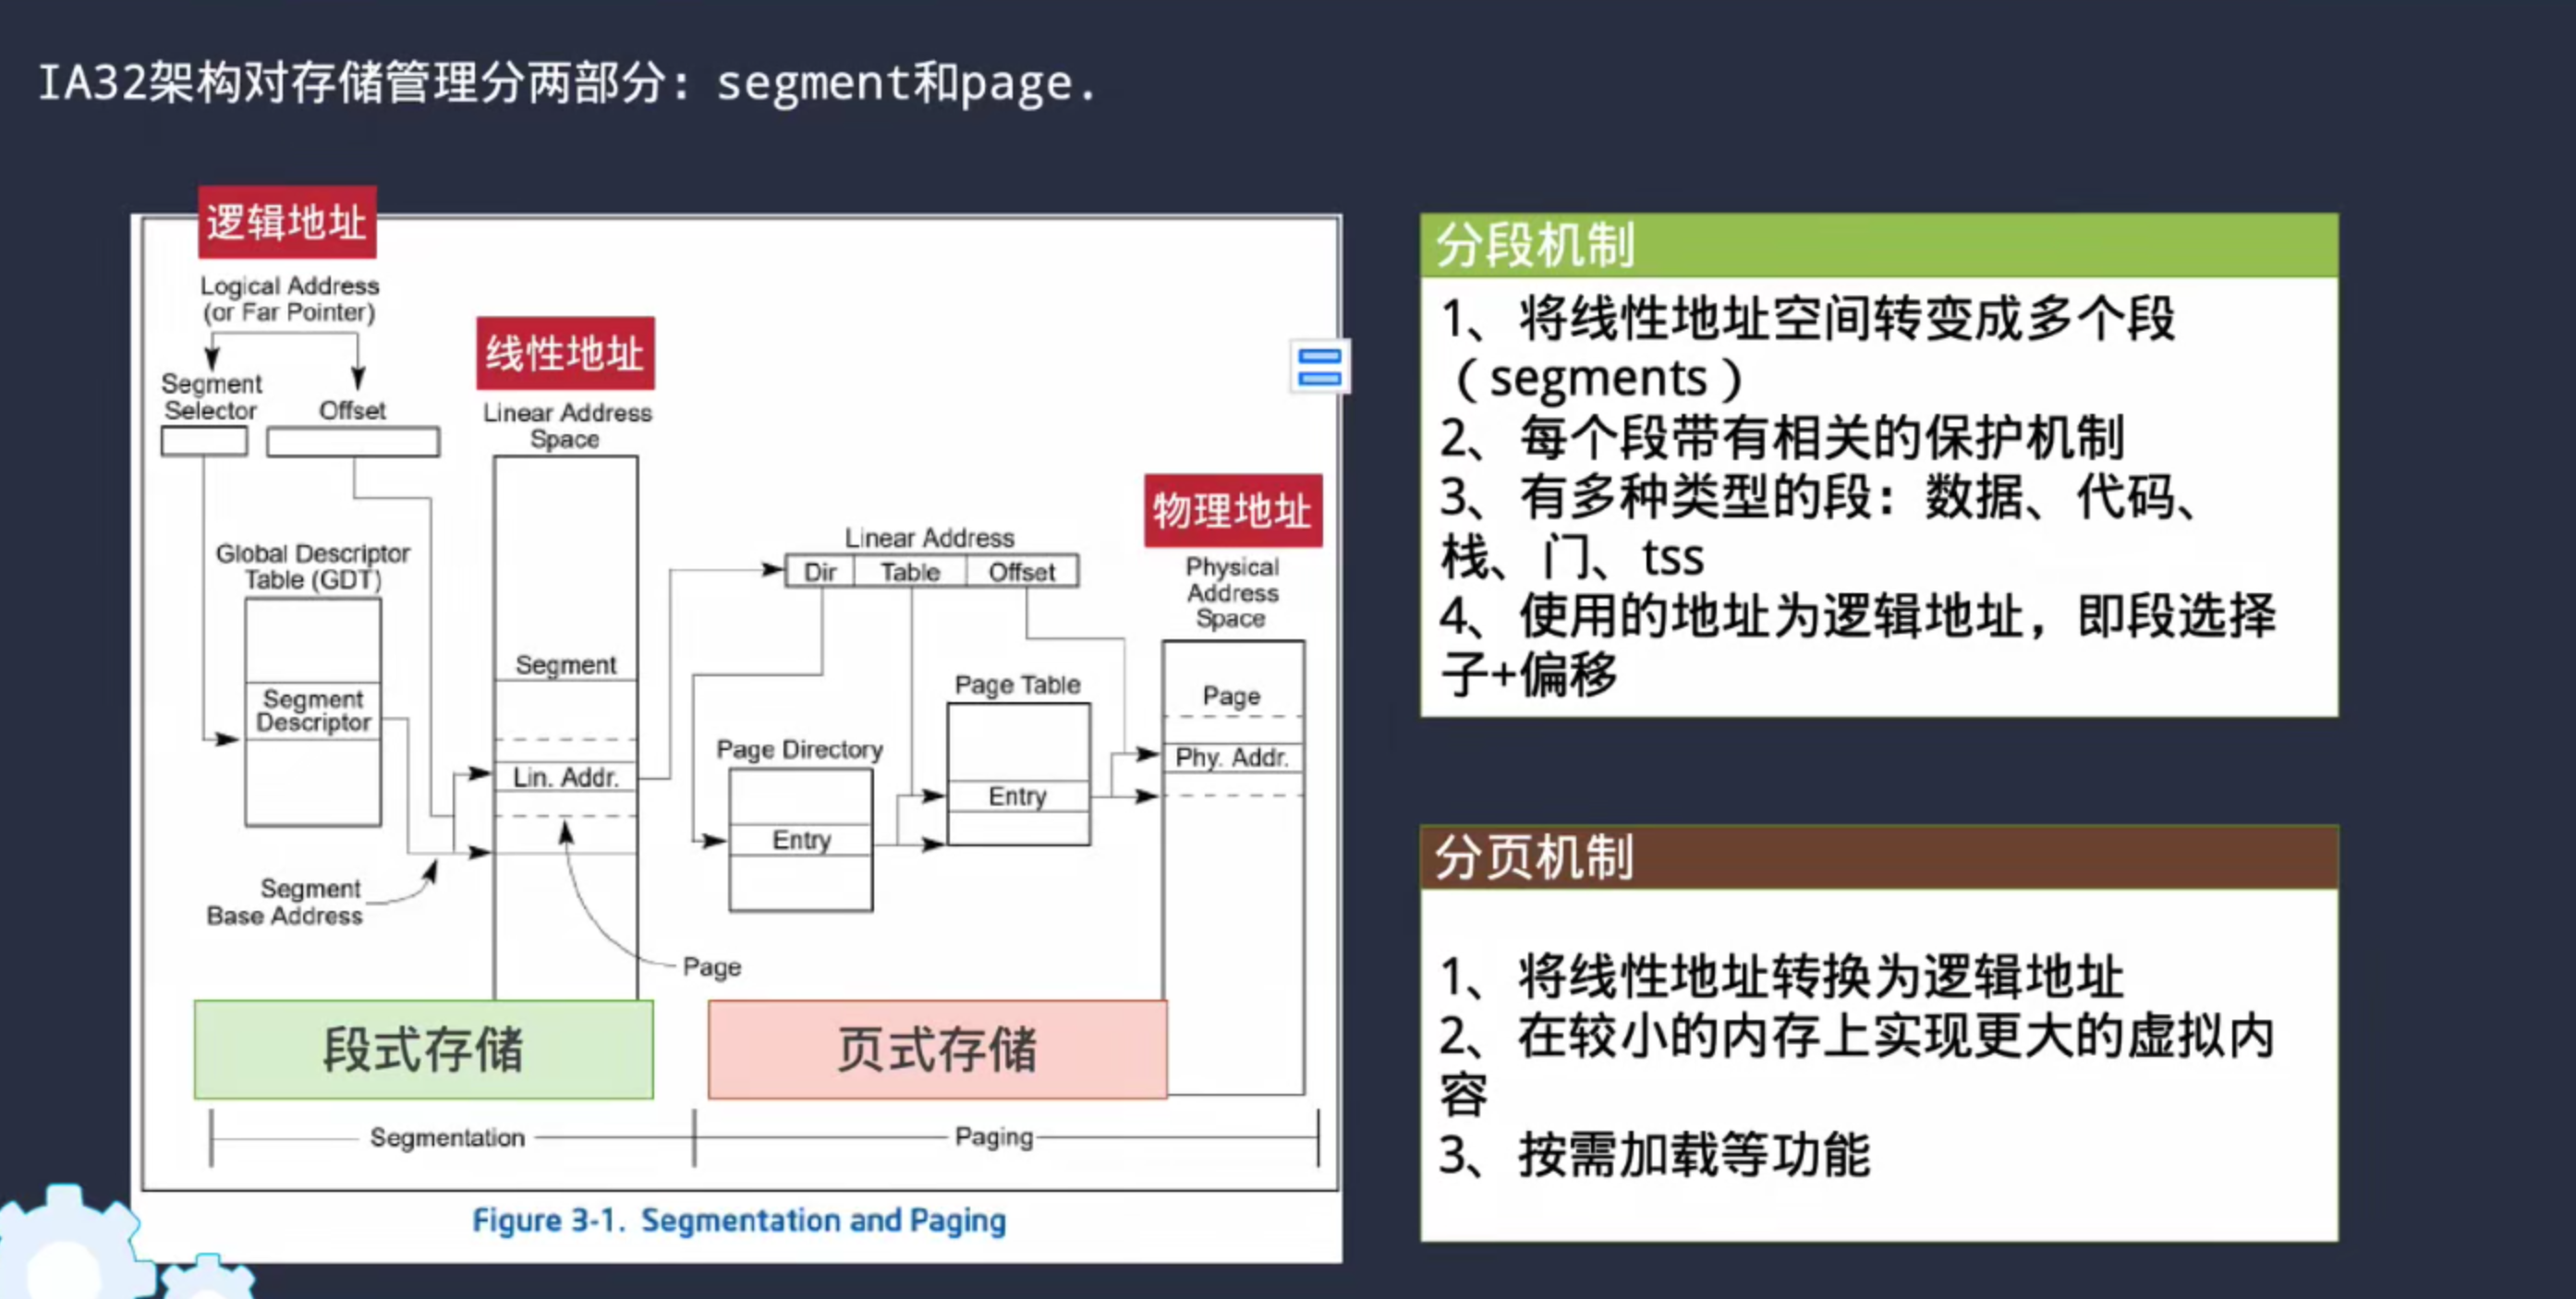 IA32架构对存储管理分两部分：segment和page.
逻辑地址
Logical Address
(or Far Pointer)
Segment
Selector
Offset
线性地址
Linear Address
Space
Global Descriptor
Table (GDT)
Segment
Descriptor
Segment
Base Address
Segment
Lin. Addr.
Page
Linear Address
Dir
Table
Offset
Page Directory
Entry
Page Table
Entry
物理地址
Physical
Address
Space
Page
Phy. Addr.
段式存储
页式存储
Segmentation
Paging
Figure 3-1. Segmentation and Paging
分段机制
1、将线性地址空间转变成多个段
（segments）
2、每个段带有相关的保护机制
3、有多种类型的段：数据、代码、
栈、门、tss
4、使用的地址为逻辑地址，即段选择
子+偏移
分页机制
1、将线性地址转换为逻辑地址
2、在较小的内存上实现更大的虚拟内
容
3、按需加载等功能